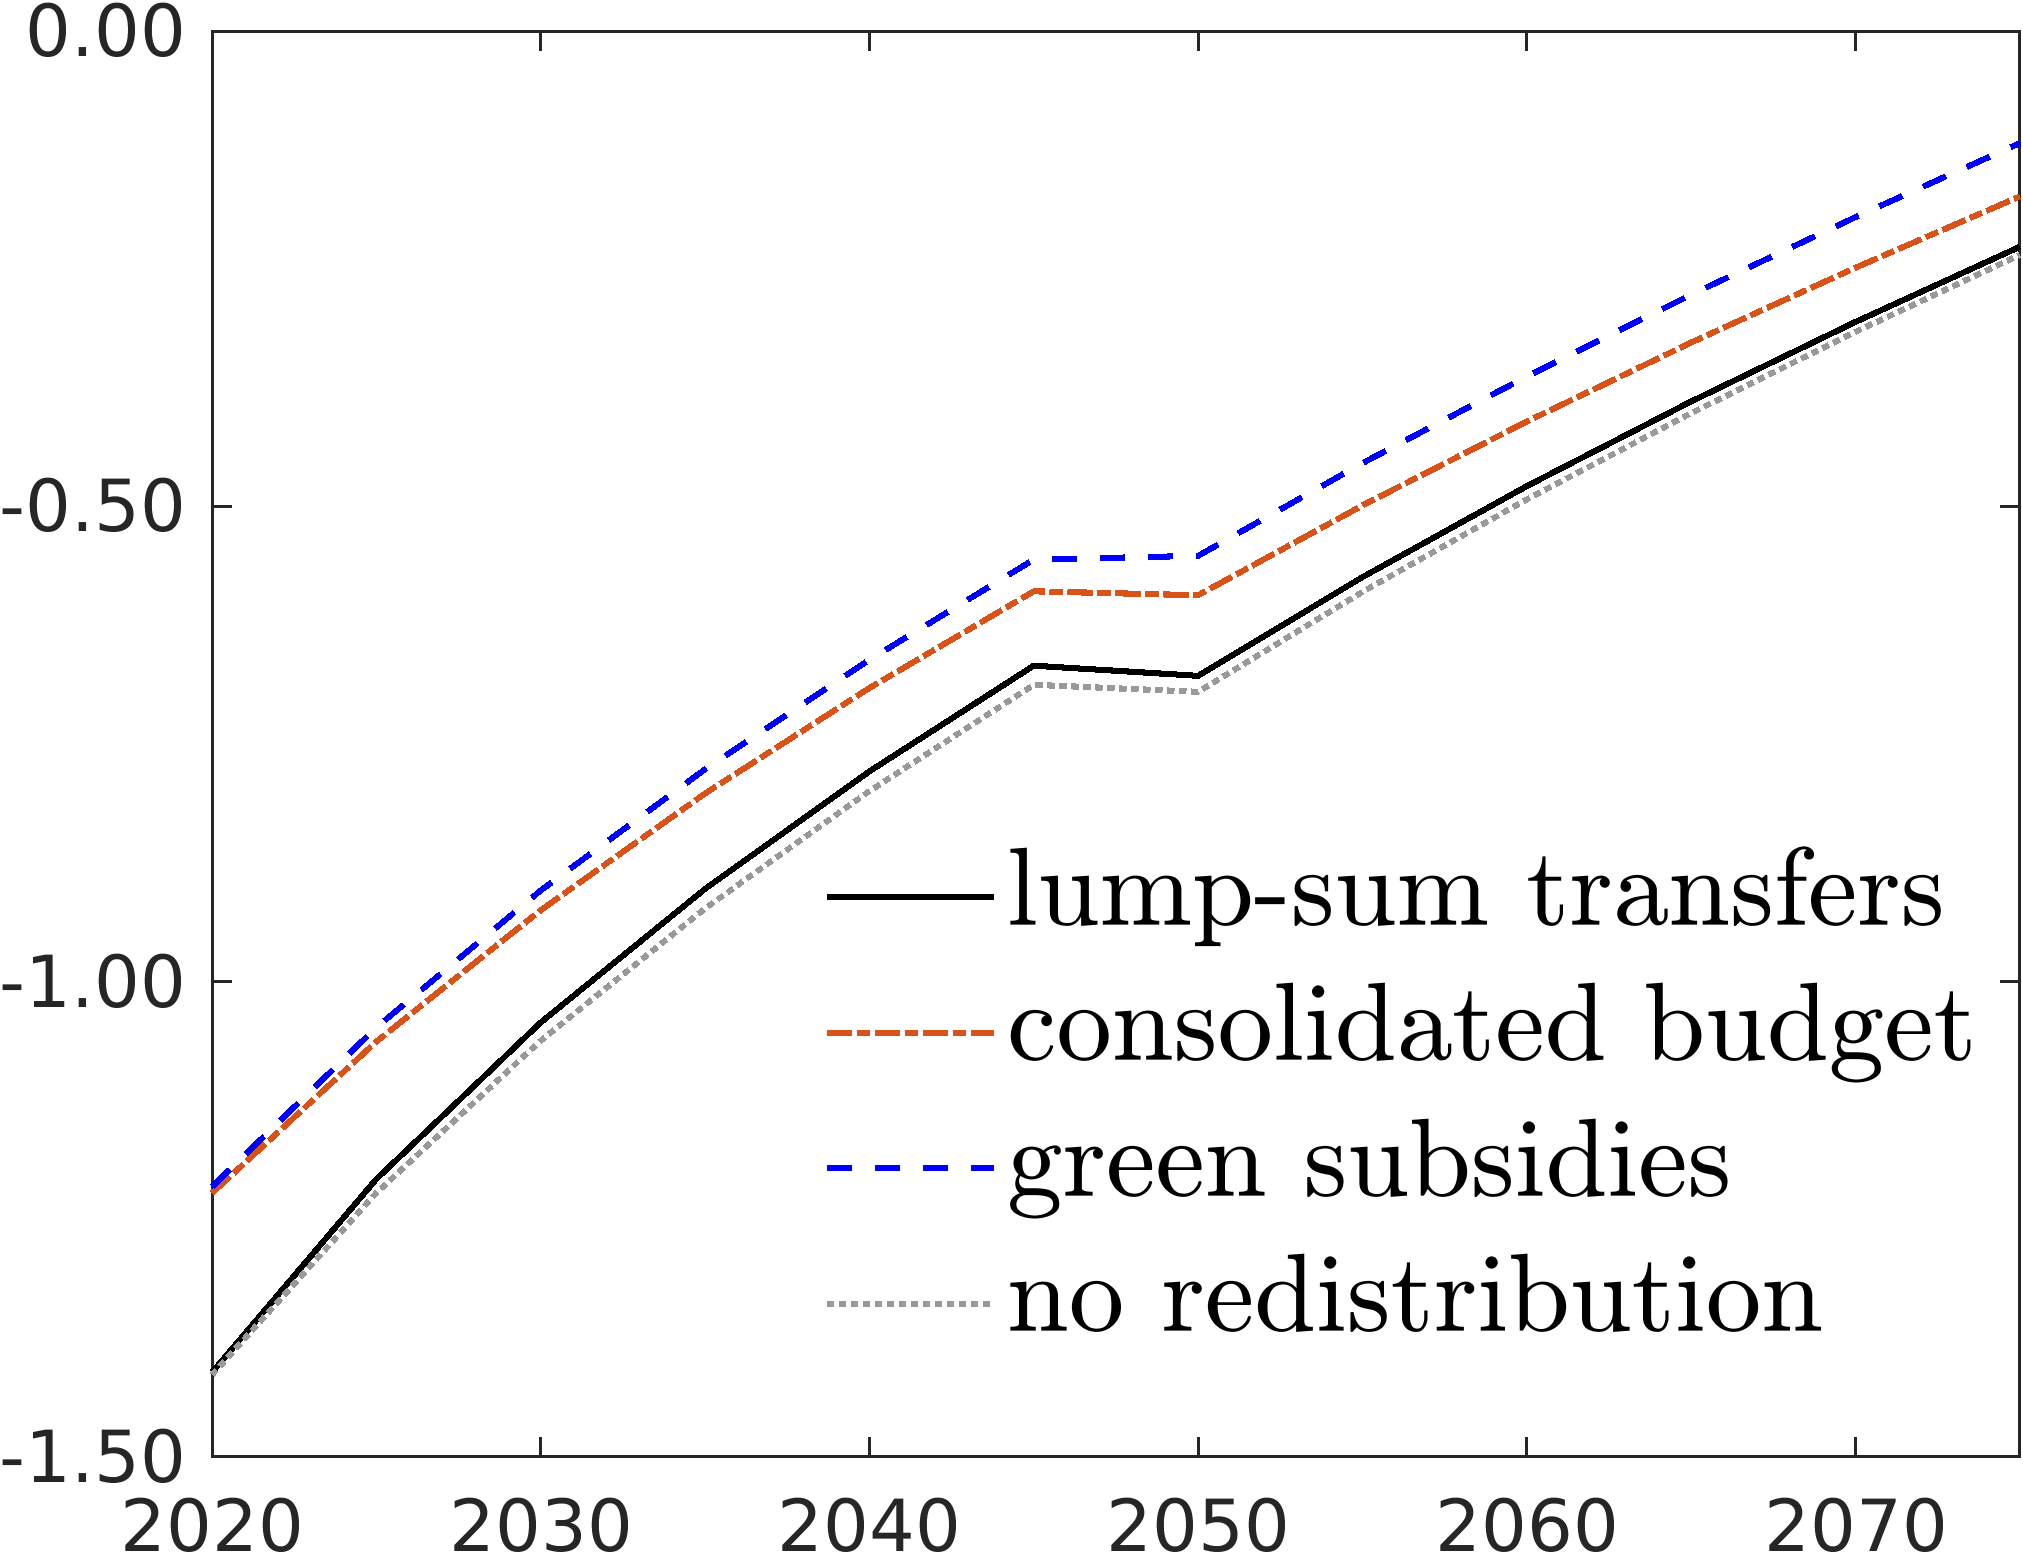 0.00
-0.50
-1.00
-1.50
2020 2030 2040 2050 2060 2070
lump-sum transfers
consolidated budget
green subsidies
no redistribution